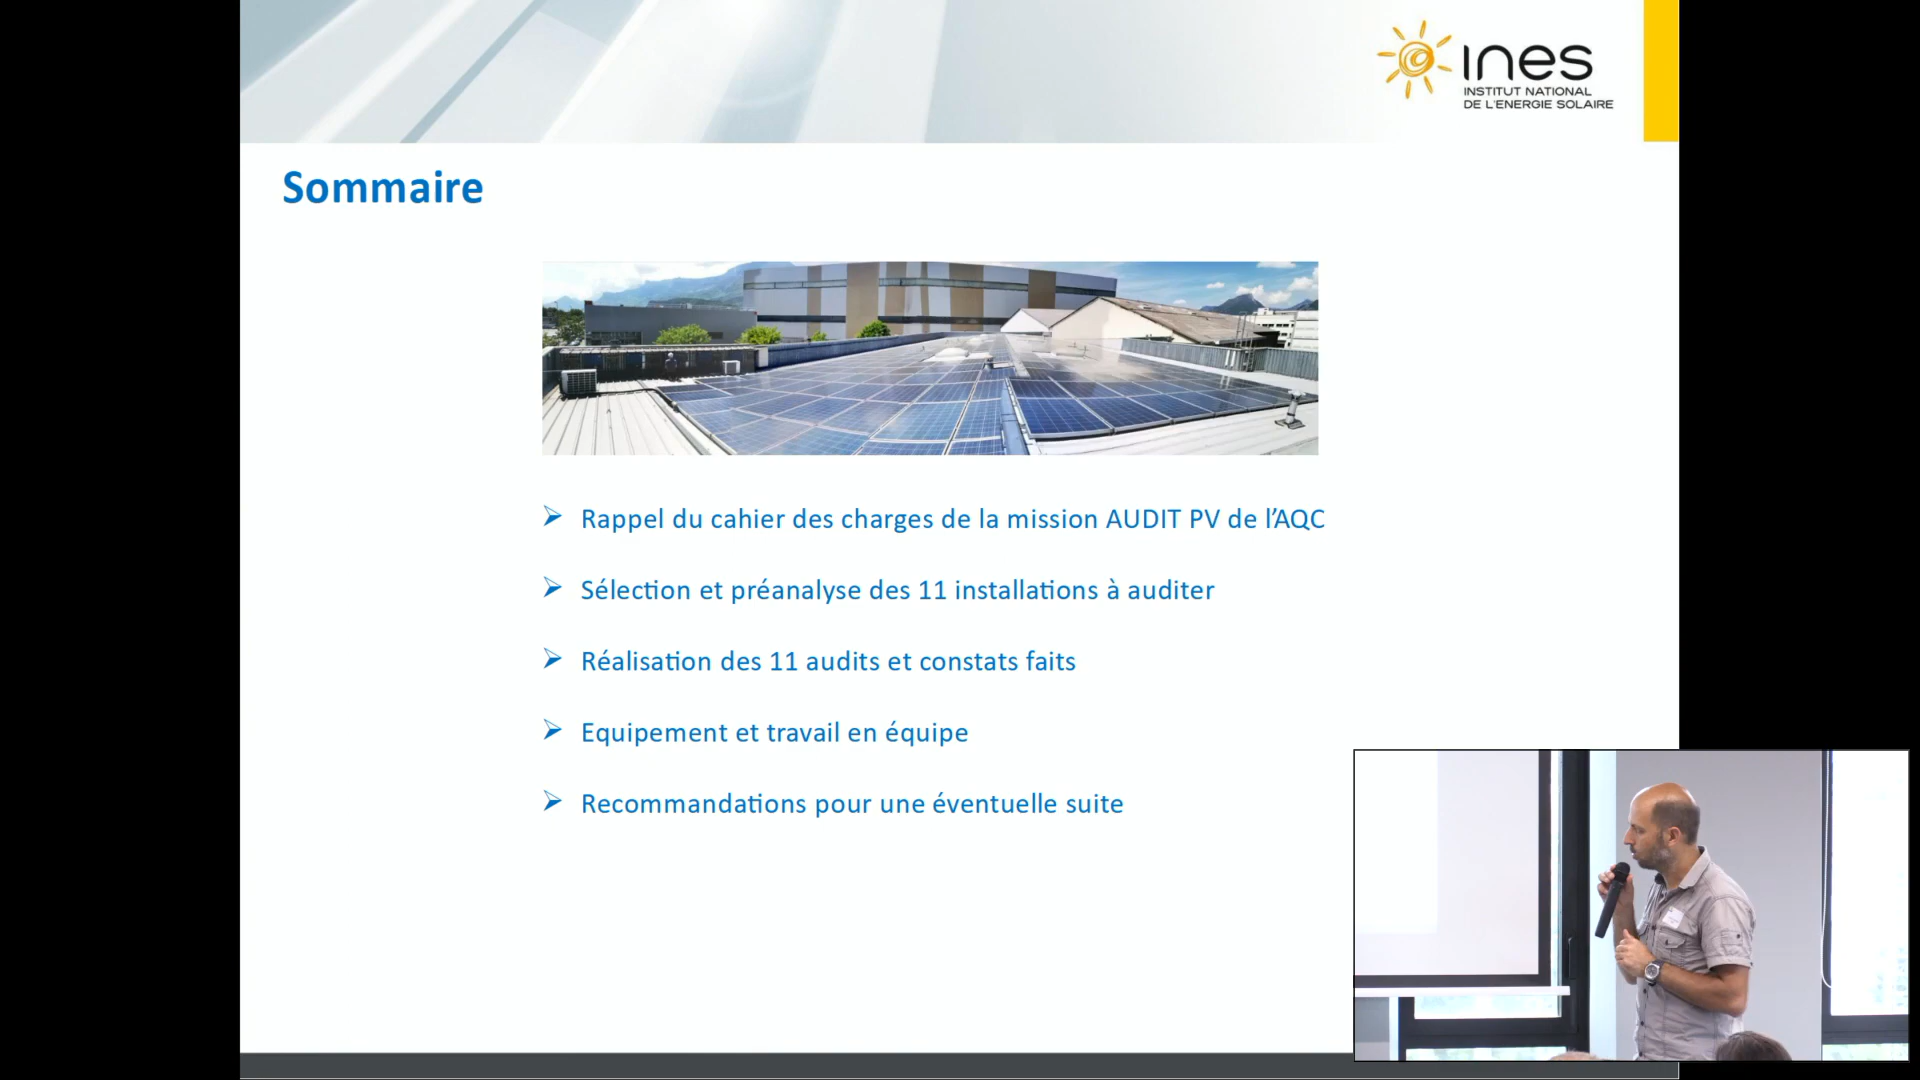 ines
INSTITUT NATIONAL
DE L'ENERGIE SOLAIRE
Sommaire
Rappel du cahier des charges de la mission AUDIT PV de l'AQC
Sélection et préanalyse des 11 installations à auditer
Réalisation des 11 audits et constats faits
Equipement et travail en équipe
Recommandations pour une éventuelle suite